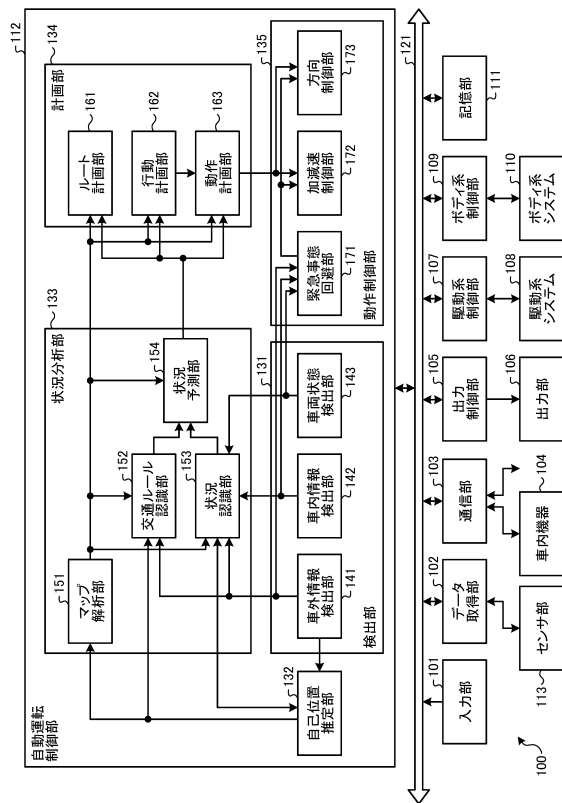 112
自動運転
制御部
133
状況分析部
151
マップ
解析部
152
交通ルール
認識部
153
状況
認識部
154
状況
予測部
134
計画部
161
ルート
計画部
162
行動
計画部
163
動作
計画部
132
自己位置
推定部
131
検出部
141
車外情報
検出部
142
車内情報
検出部
143
車両状態
検出部
135
動作制御部
171
緊急事態
回避部
172
加減速
制御部
173
方向
制御部
121
101
入力部
102
データ
取得部
103
通信部
105
出力
制御部
107
駆動系
制御部
109
ボディ系
制御部
111
記憶部
113
センサ部
104
車内機器
106
出力部
108
駆動系
システム
110
ボディ系
システム
100